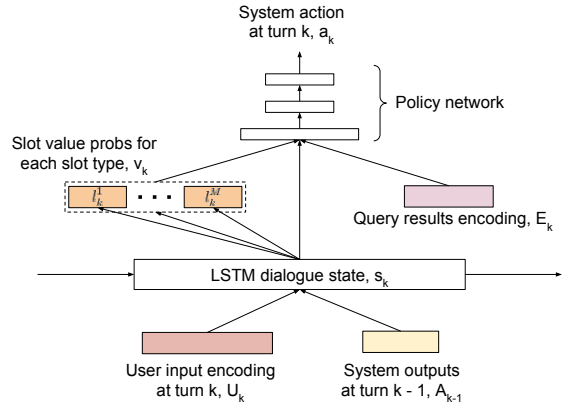 System action
at turn k, a_k
Policy network
Slot value probs for
each slot type, v_k
l_k^1 ··· l_k^M
Query results encoding, E_k
LSTM dialogue state, s_k
User input encoding
at turn k, U_k
System outputs
at turn k - 1, A_{k-1}